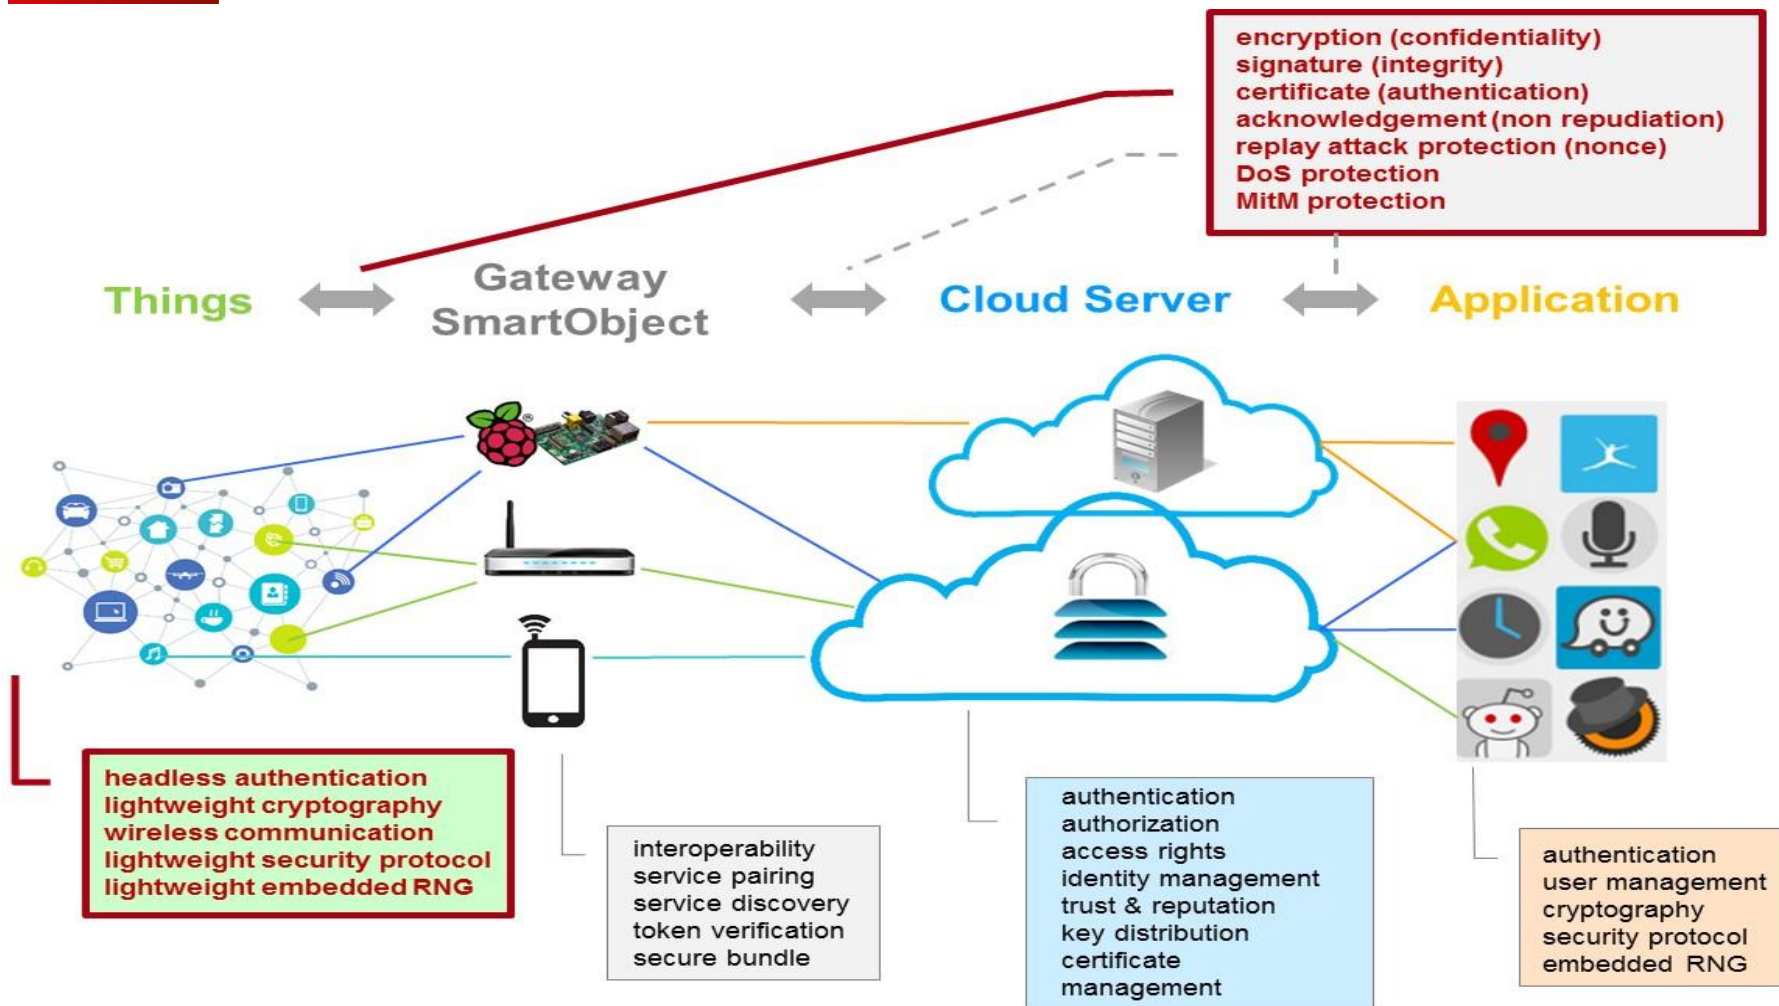 encryption (confidentiality)
signature (integrity)
certificate (authentication)
acknowledgement (non repudiation)
replay attack protection (nonce)
DoS protection
MitM protection
Things
Gateway
SmartObject
Cloud Server
Application
®
headless authentication
lightweight cryptography
wireless communication
lightweight security protocol
lightweight embedded RNG
interoperability
service pairing
service discovery
token verification
secure bundle
authentication
authorization
access rights
identity management
trust & reputation
key distribution
certificate
management
authentication
user management
cryptography
security protocol
embedded RNG